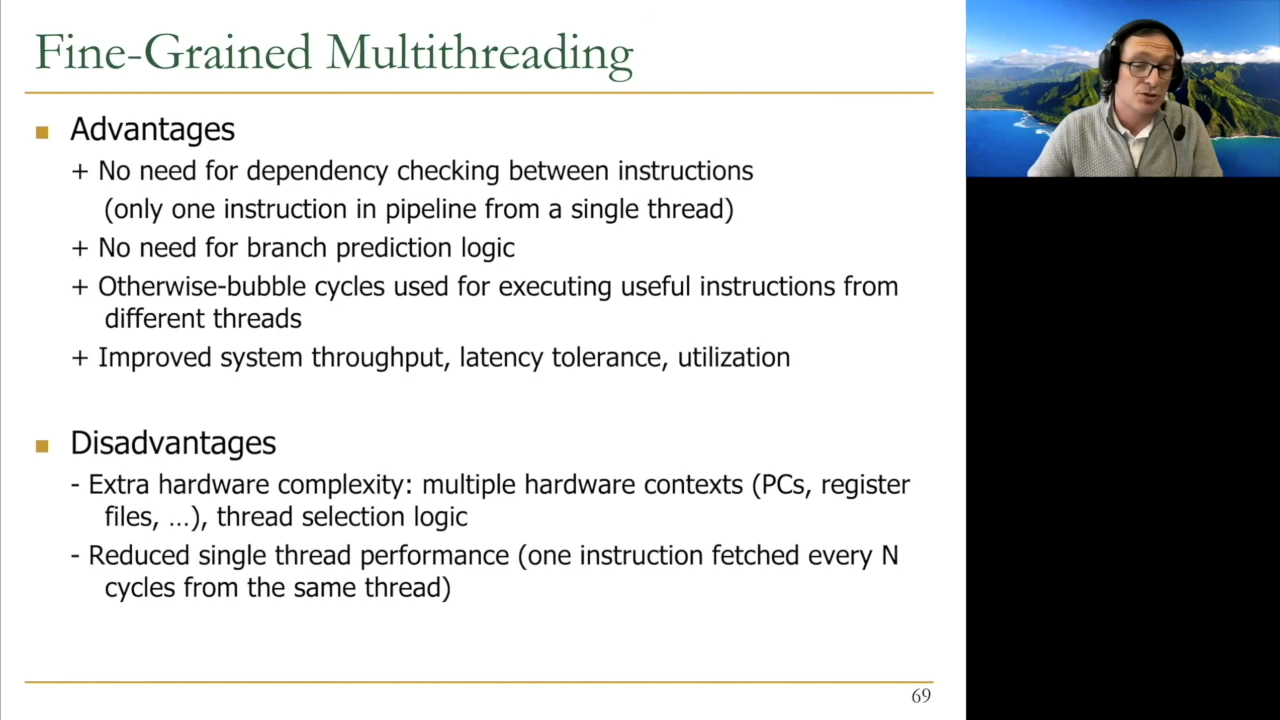 Fine-Grained Multithreading
Advantages
+ No need for dependency checking between instructions
(only one instruction in pipeline from a single thread)
+ No need for branch prediction logic
+ Otherwise-bubble cycles used for executing useful instructions from
different threads
+ Improved system throughput, latency tolerance, utilization
Disadvantages
- Extra hardware complexity: multiple hardware contexts (PCs, register
files, …), thread selection logic
- Reduced single thread performance (one instruction fetched every N
cycles from the same thread)
69